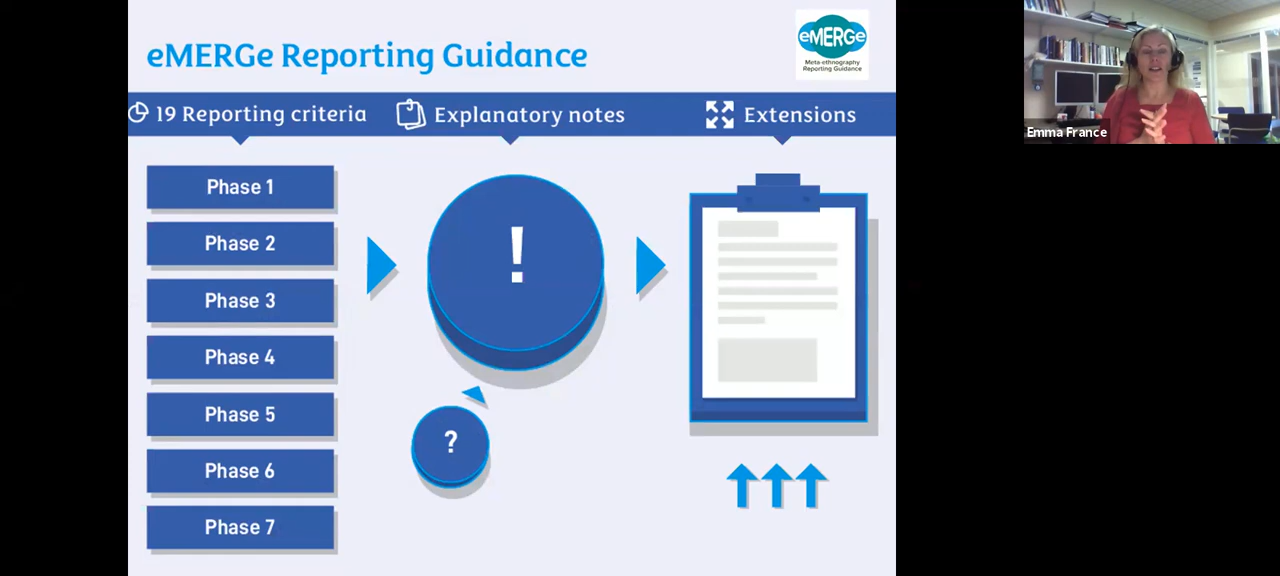 eMERGe Reporting Guidance
eMERGe
Meta-ethnography
Reporting Guidance
19 Reporting criteria
Explanatory notes
Extensions
Phase 1
Phase 2
Phase 3
Phase 4
Phase 5
Phase 6
Phase 7
!
?
Emma France